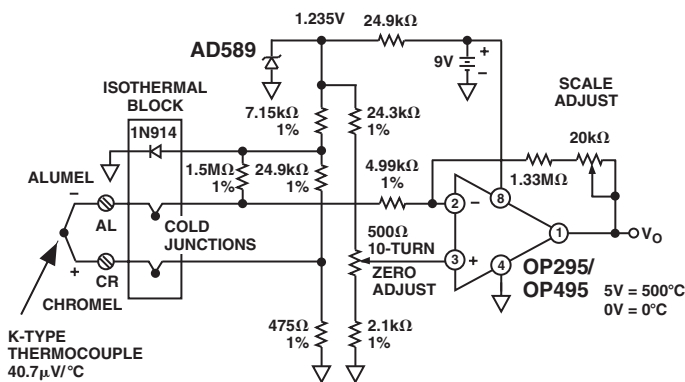 1.235V
24.9kΩ
AD589
9V
+
−
ISOTHERMAL
BLOCK
1N914
7.15kΩ
1%
24.3kΩ
1%
SCALE
ADJUST
20kΩ
1.33MΩ
1.5MΩ
1%
24.9kΩ
1%
4.99kΩ
1%
ALUMEL
−
AL
COLD
JUNCTIONS
500Ω
10-TURN
ZERO
ADJUST
2
−
8
3
+
4
1
VO
OP295/
OP495
5V = 500°C
0V = 0°C
+
CR
CHROMEL
K-TYPE
THERMOCOUPLE
40.7μV/°C
475Ω
1%
2.1kΩ
1%